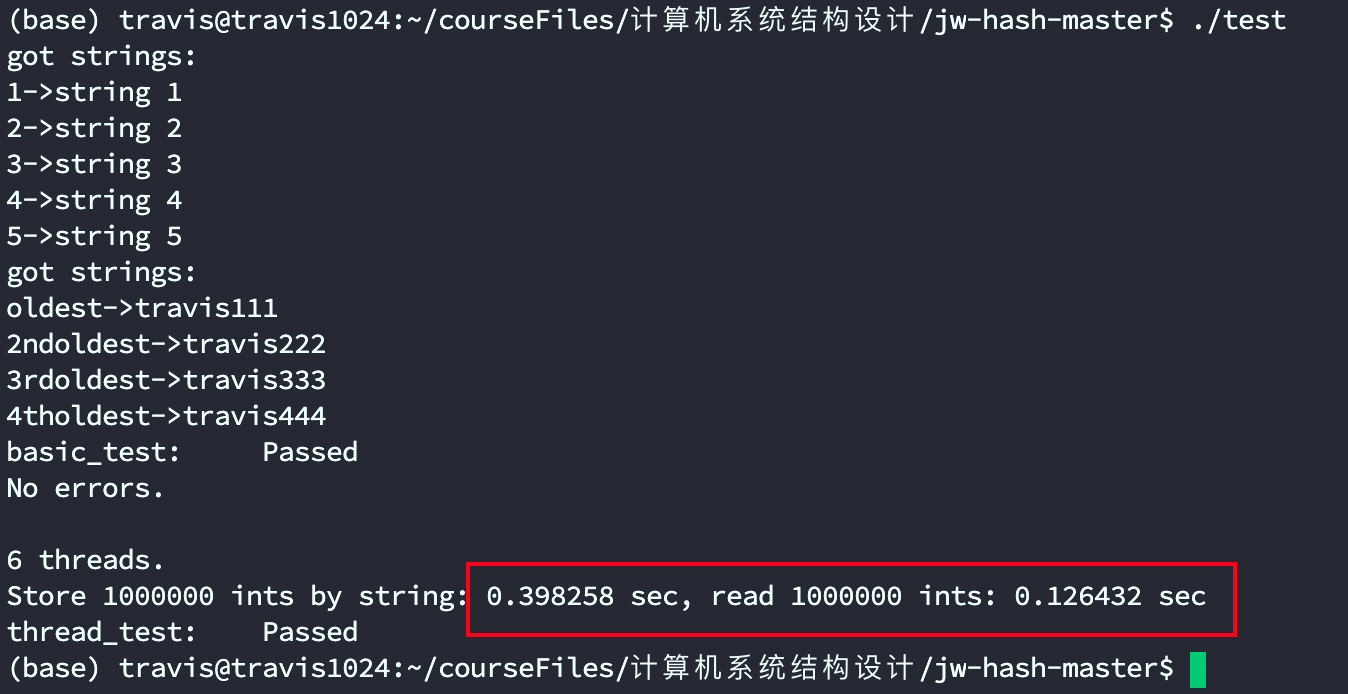 (base) travis@travis1024:~/courseFiles/计算机系统结构设计/jw-hash-master$ ./test
got strings:
1->string 1
2->string 2
3->string 3
4->string 4
5->string 5
got strings:
oldest->travis111
2ndoldest->travis222
3rdoldest->travis333
4tholdest->travis444
basic_test:     Passed
No errors.
6 threads.
Store 1000000 ints by string: 0.398258 sec, read 1000000 ints: 0.126432 sec
thread_test:    Passed
(base) travis@travis1024:~/courseFiles/计算机系统结构设计/jw-hash-master$